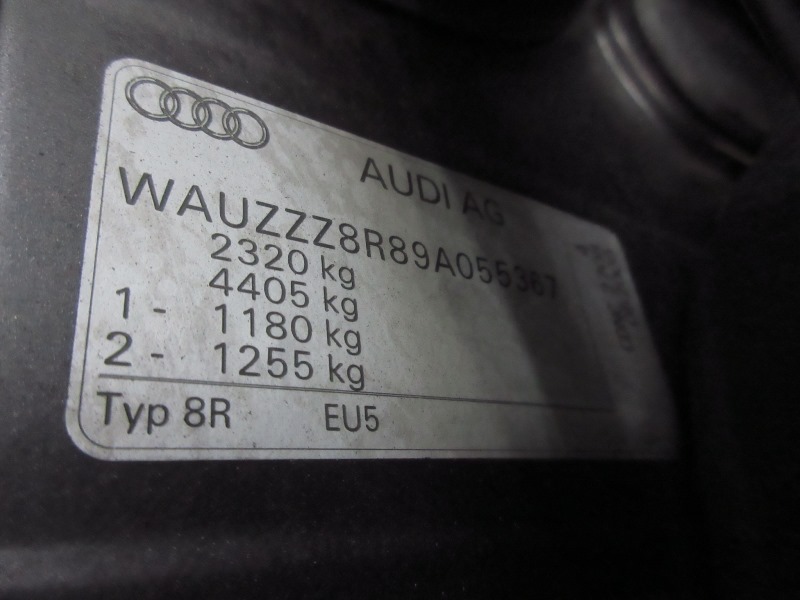 AUDI AG
WAUZZZ8R89A055367
2320 kg
4405 kg
1 - 1180 kg
2 - 1255 kg
Typ 8R EU5